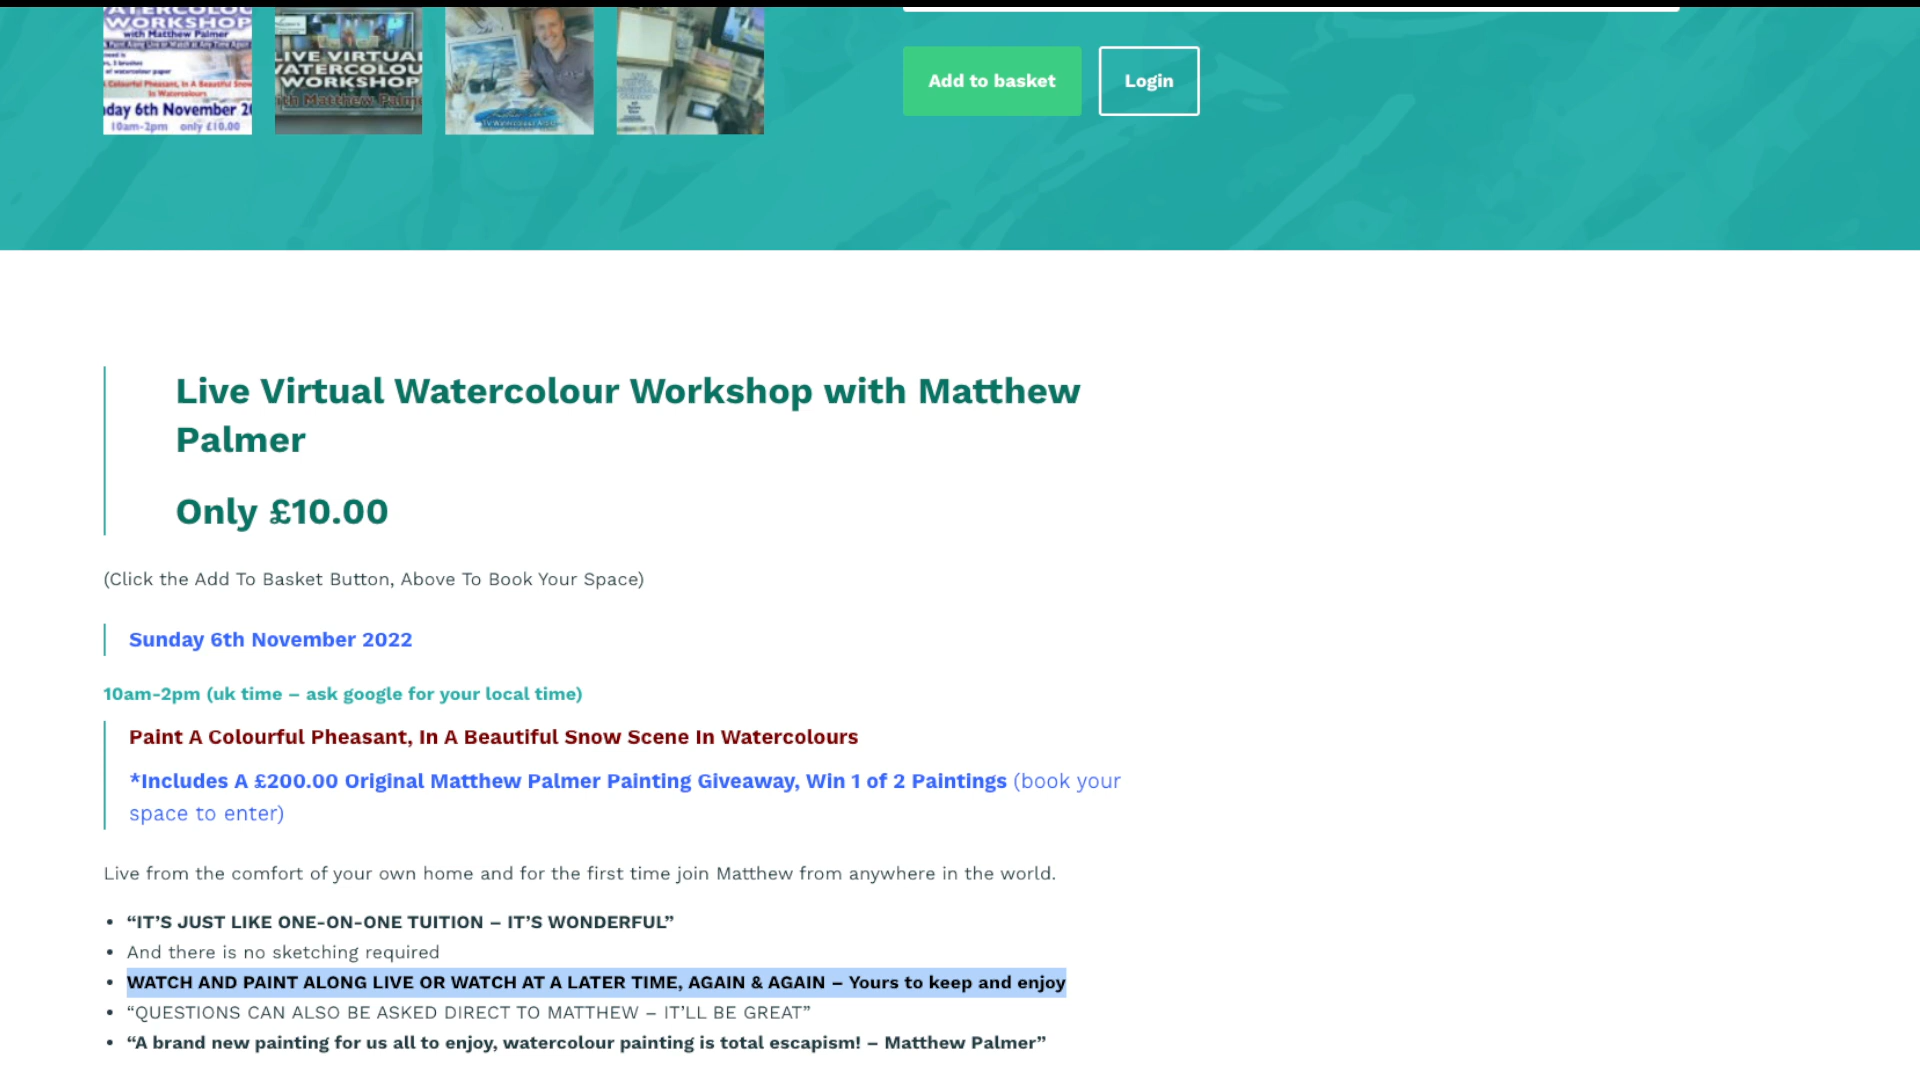 WORKSHOP
with Matthew Palmer
10am-2pm only £10.00
LIVE VIRTUAL
WORKSHOP
Add to basket
Login
Live Virtual Watercolour Workshop with Matthew
Palmer
Only £10.00
(Click the Add To Basket Button, Above To Book Your Space)
Sunday 6th November 2022
10am-2pm (uk time – ask google for your local time)
Paint A Colourful Pheasant, In A Beautiful Snow Scene In Watercolours
*Includes A £200.00 Original Matthew Palmer Painting Giveaway, Win 1 of 2 Paintings (book your
space to enter)
Live from the comfort of your own home and for the first time join Matthew from anywhere in the world.
• “IT’S JUST LIKE ONE-ON-ONE TUITION – IT’S WONDERFUL”
• And there is no sketching required
• WATCH AND PAINT ALONG LIVE OR WATCH AT A LATER TIME, AGAIN & AGAIN – Yours to keep and enjoy
• “QUESTIONS CAN ALSO BE ASKED DIRECT TO MATTHEW – IT’LL BE GREAT”
• “A brand new painting for us all to enjoy, watercolour painting is total escapism! – Matthew Palmer”